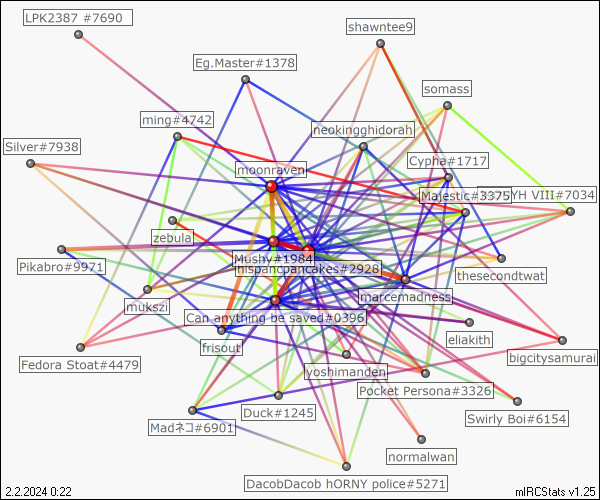 LPK2387 #7690
shawntee9
Eg.Master#1378
somass
ming#4742
neokingghidorah
Silver#7938
Cypha#1717
moonraven
Majestic#3375
YH VIII#7034
zebula
Mushy#1984
hispancpancakes#2928
Pikabro#9971
thesecondtwat
mukszi
marcemadness
Can anything be saved#0396
frisout
eliakith
Fedora Stoat#4479
yoshimanden
bigcitysamurai
Pocket Persona#3326
Duck#1245
Swirly Boi#6154
Madネコ#6901
normalwan
DacobDacob hORNY police#5271
2.2.2024 0:22
mIRCStats v1.25